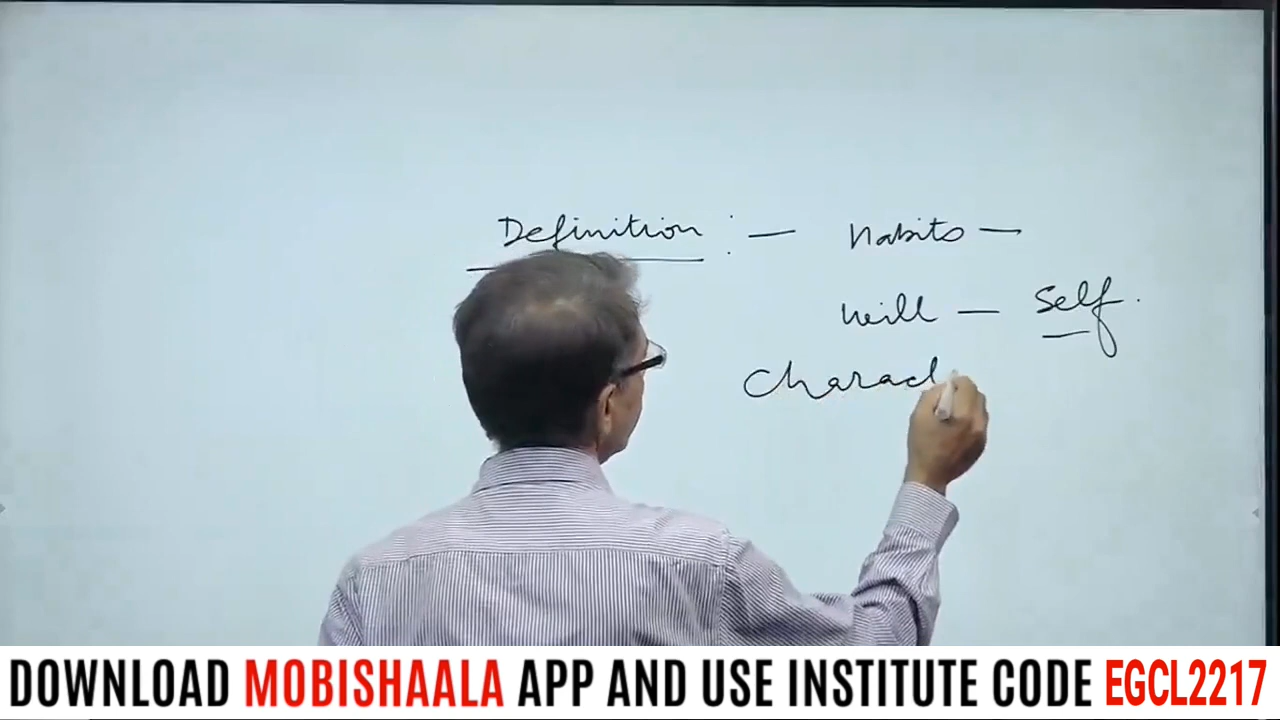 Definition : — Habits —
Will — Self.
Charact
DOWNLOAD MOBISHAALA APP AND USE INSTITUTE CODE EGCL2217